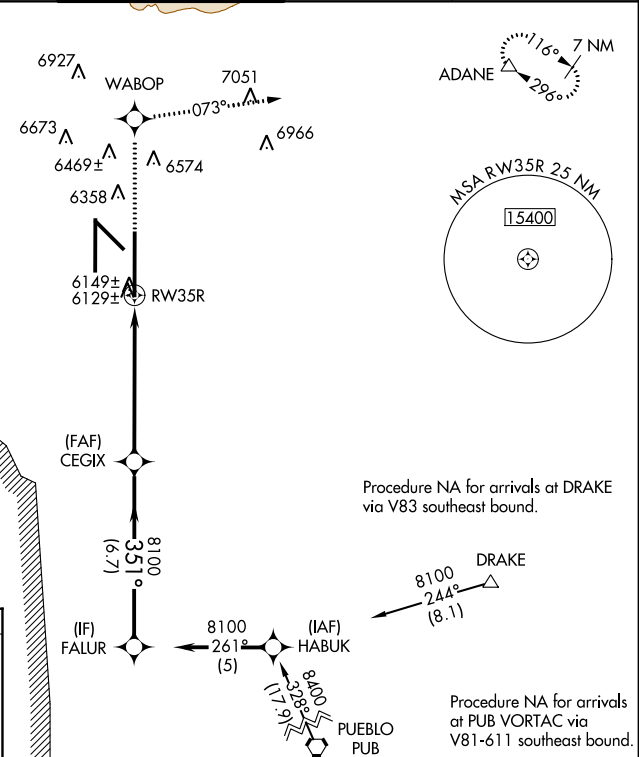 6927
WABOP
7051
073°
6673
6469±
6574
6966
6358
6149±
6129±
RW35R
ADANE
116°
7 NM
296°
MSA RW35R 25 NM
15400
(FAF)
CEGIX
8100
351°
(6.7)
(IF)
FALUR
8100
261°
(5)
(IAF)
HABUK
Procedure NA for arrivals at DRAKE
via V83 southeast bound.
DRAKE
8100
244°
(8.1)
8400
328°
(17.9)
PUEBLO
PUB
Procedure NA for arrivals
at PUB VORTAC via
V81-611 southeast bound.